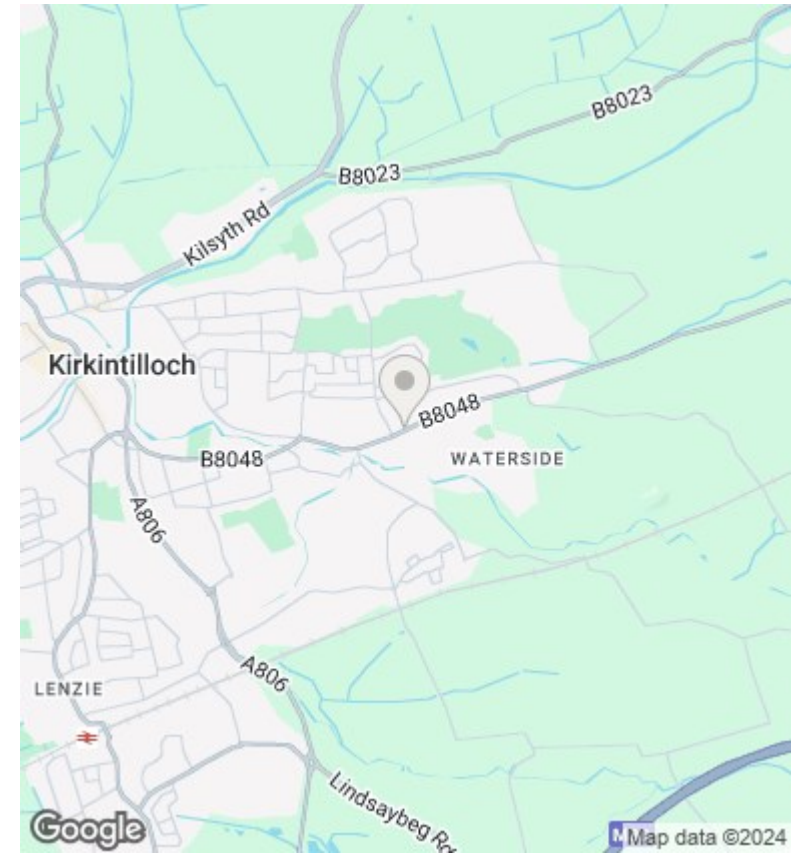 B8023
B8023
Kilsyth Rd
Kirkintilloch
B8048
B8048
WATERSIDE
A806
A806
LENZIE
Lindsaybeg Rd
Google
M
Map data ©2024